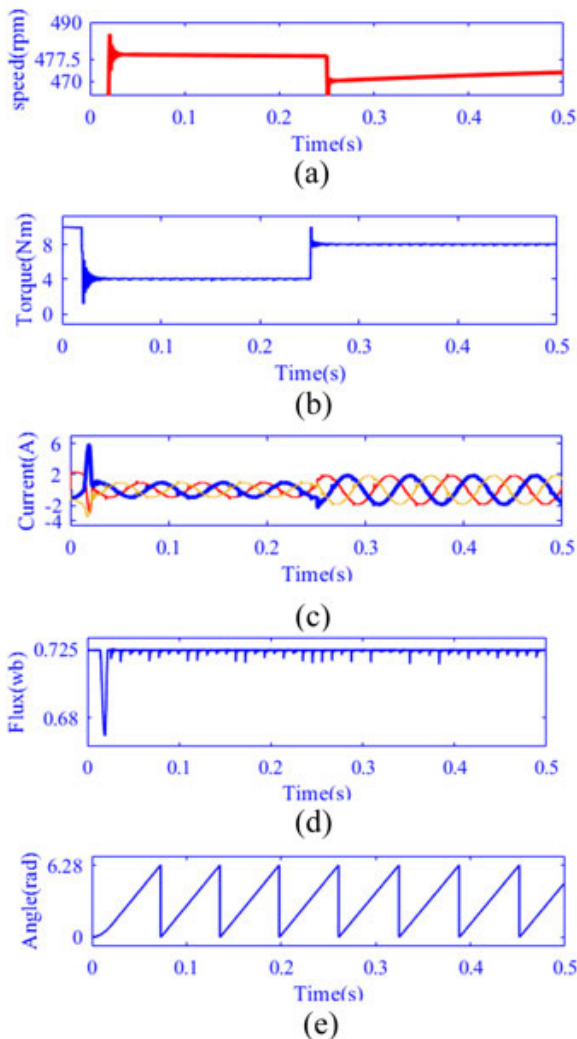 490
477.5
470
speed(rpm)
0 0.1 0.2 0.3 0.4 0.5
Time(s)
(a)
8
4
0
Torque(Nm)
0 0.1 0.2 0.3 0.4 0.5
Time(s)
(b)
6
2
-2
-4
Current(A)
0 0.1 0.2 0.3 0.4 0.5
Time(s)
(c)
0.725
0.68
Flux(wb)
0 0.1 0.2 0.3 0.4 0.5
Time(s)
(d)
6.28
0
Angle(rad)
0 0.1 0.2 0.3 0.4 0.5
Time(s)
(e)